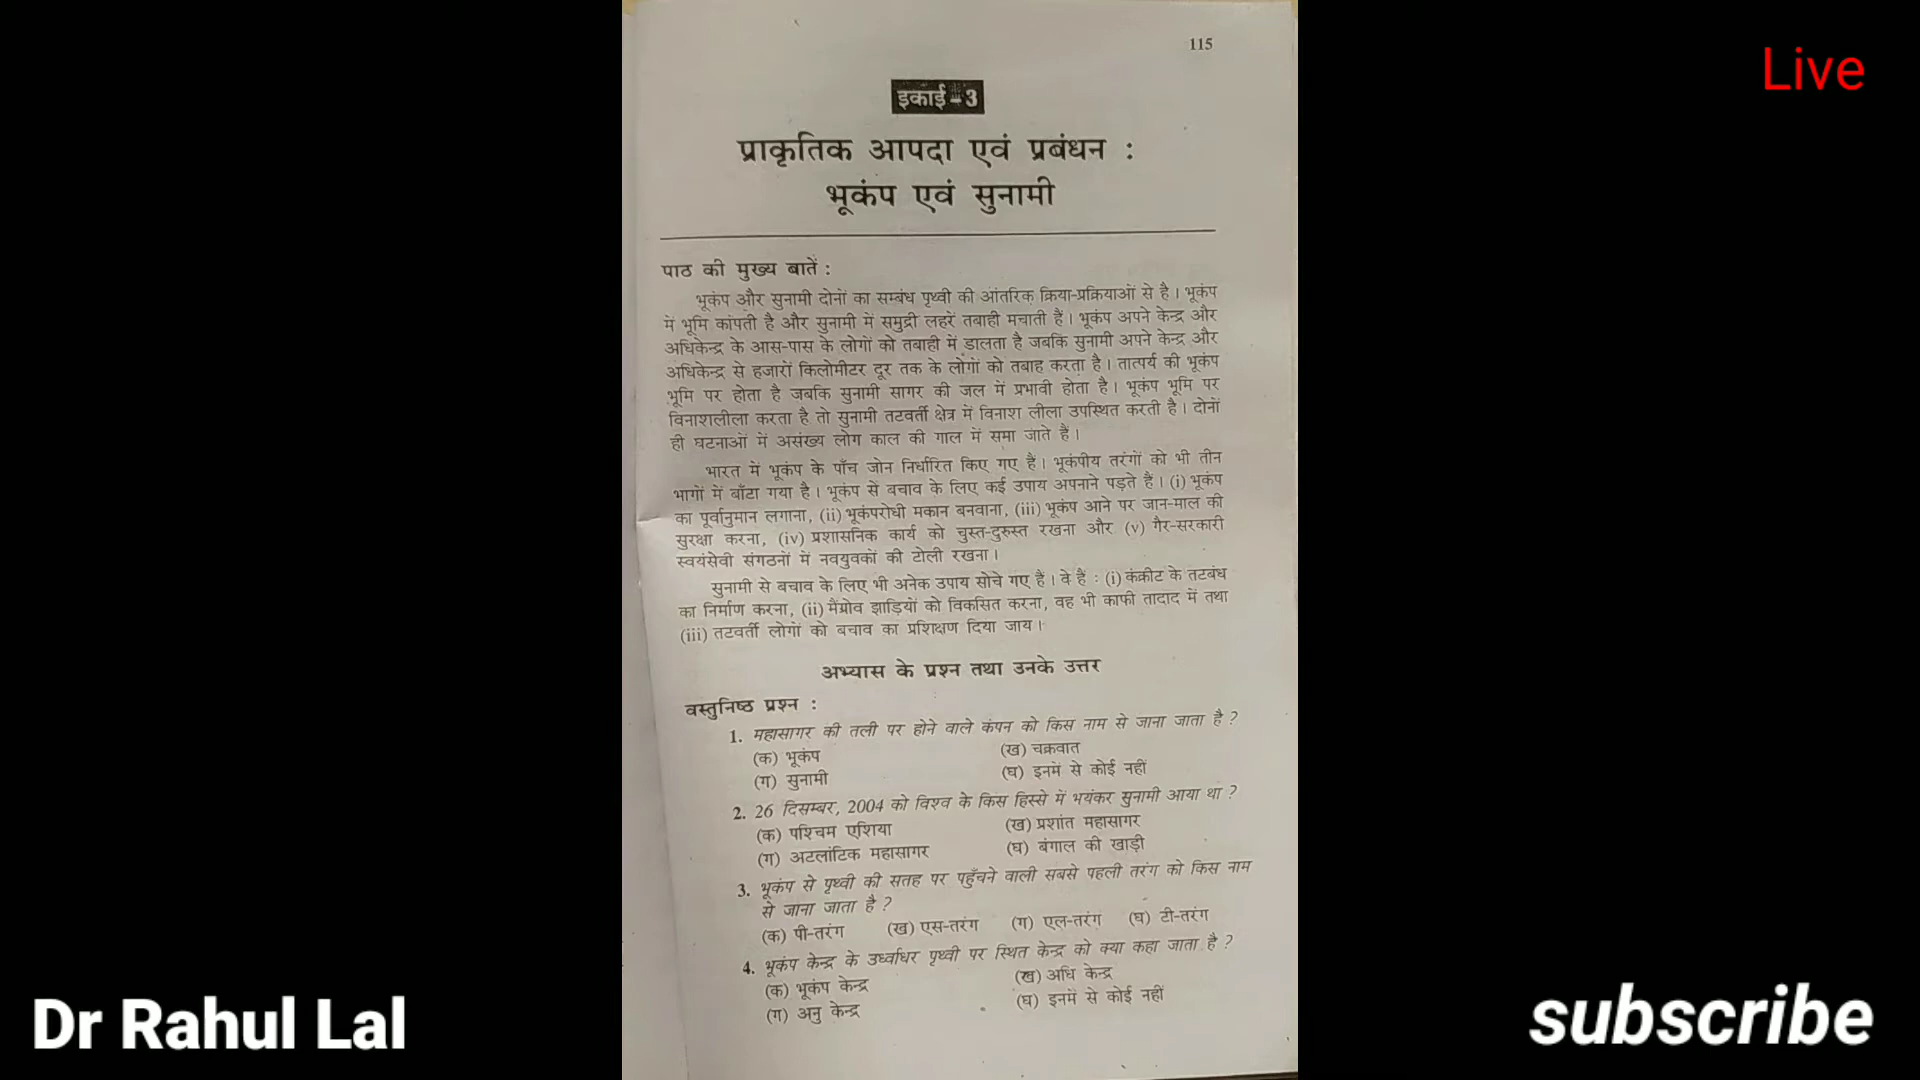 115
Live
इकाई – 3
प्राकृतिक आपदा एवं प्रबंधन :
भूकंप एवं सुनामी
पाठ की मुख्य बातें :
भूकंप और सुनामी दोनों का सम्बंध पृथ्वी की आंतरिक क्रिया-प्रक्रियाओं से है। भूकंप
में भूमि कांपती है और सुनामी में समुद्री लहरें तबाही मचाती हैं। भूकंप अपने केन्द्र और
अधिकेन्द्र के आस-पास के लोगों को तबाही में डालता है जबकि सुनामी अपने केन्द्र और
अधिकेन्द्र से हजारों किलोमीटर दूर तक के लोगों को तबाह करता है। तात्पर्य की भूकंप
भूमि पर होता है जबकि सुनामी सागर की जल में प्रभावी होता है। भूकंप भूमि पर
विनाशलीला करता है तो सुनामी तटवर्ती क्षेत्र में विनाश लीला उपस्थित करती है। दोनों
ही घटनाओं में असंख्य लोग काल की गाल में समा जाते हैं।
भारत में भूकंप के पाँच जोन निर्धारित किए गए हैं। भूकंपीय तरंगों को भी तीन
भागों में बाँटा गया है। भूकंप सें बचाव के लिए कई उपाय अपनाने पड़ते हैं। (i) भूकंप
का पूर्वानुमान लगाना, (ii) भूकंपरोधी मकान बनवाना, (iii) भूकंप आने पर जान-माल की
सुरक्षा करना, (iv) प्रशासनिक कार्य को चुस्त-दुरुस्त रखना और (v) गैर-सरकारी
स्वयंसेवी संगठनों में नवयुवकों की टोली रखना।
सुनामी से बचाव के लिए भी अनेक उपाय सोचे गए हैं। वे हैं : (i) कंक्रीट के तटबंध
का निर्माण करना, (ii) मैंग्रोव झाड़ियों को विकसित करना, वह भी काफी तादाद में तथा
(iii) तटवर्ती लोगों को बचाव का प्रशिक्षण दिया जाय।
अभ्यास के प्रश्न तथा उनके उत्तर
वस्तुनिष्ठ प्रश्न :
1. महासागर की तली पर होने वाले कंपन को किस नाम से जाना जाता है ?
(क) भूकंप (ख) चक्रवात
(ग) सुनामी (घ) इनमें से कोई नहीं
2. 26 दिसम्बर, 2004 को विश्व के किस हिस्से में भयंकर सुनामी आया था ?
(क) पश्चिम एशिया (ख) प्रशांत महासागर
(ग) अटलांटिक महासागर (घ) बंगाल की खाड़ी
3. भूकंप से पृथ्वी की सतह पर पहुँचने वाली सबसे पहली तरंग को किस नाम
से जाना जाता है ?
(क) पी-तरंग (ख) एस-तरंग (ग) एल-तरंग (घ) टी-तरंग
4. भूकंप केन्द्र के उर्ध्वाधर पृथ्वी पर स्थित केन्द्र को क्या कहा जाता है ?
(क) भूकंप केन्द्र (ख) अधि केन्द्र
(ग) अनु केन्द्र (घ) इनमें से कोई नहीं
Dr Rahul Lal
subscribe